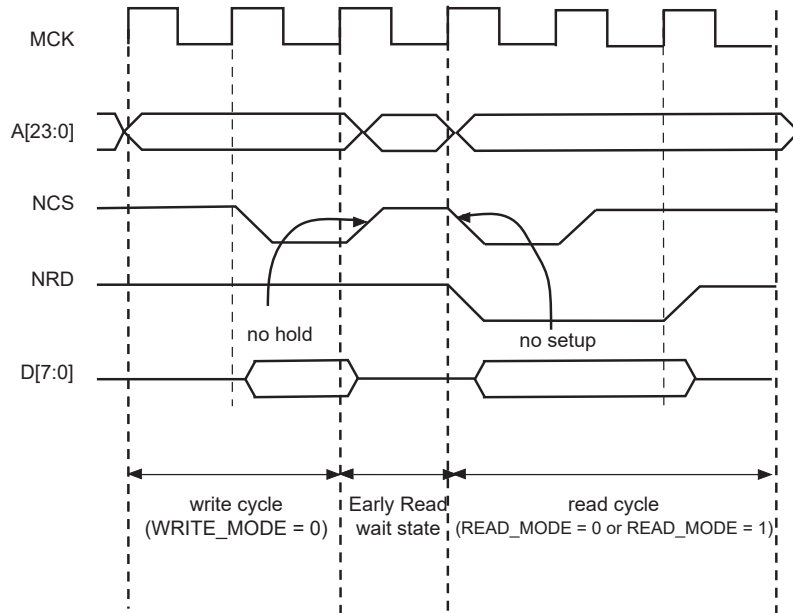 MCK
A[23:0]
NCS
NRD
no hold
no setup
D[7:0]
write cycle
(WRITE_MODE = 0)
Early Read
wait state
read cycle
(READ_MODE = 0 or READ_MODE = 1)